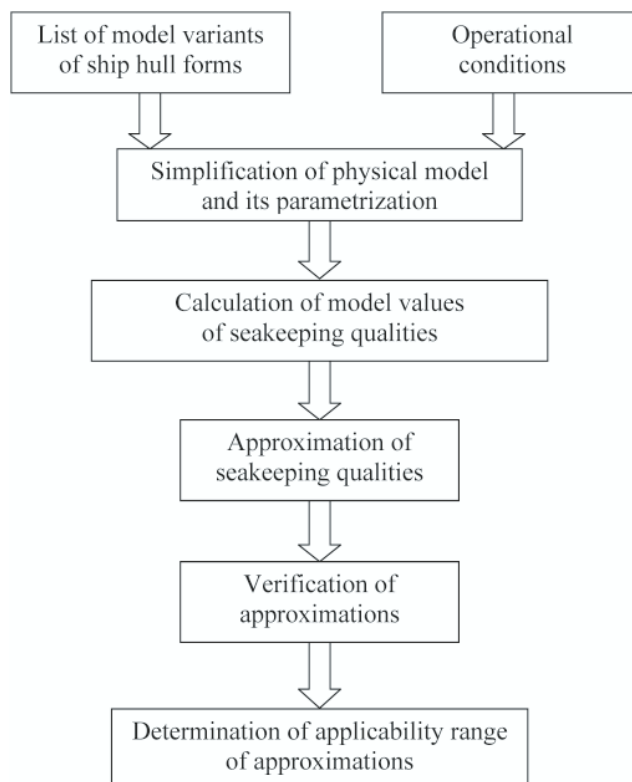 List of model variants
of ship hull forms
Operational
conditions
Simplification of physical model
and its parametrization
Calculation of model values
of seakeeping qualities
Approximation of
seakeeping qualities
Verification of
approximations
Determination of applicability range
of approximations